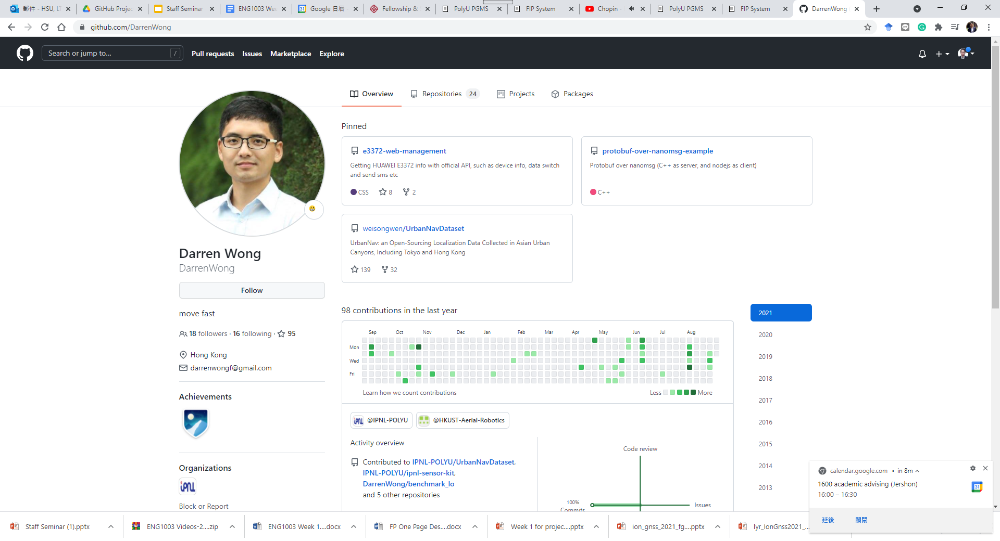 郵件 - HSU, LT
GitHub Projec
Staff Seminar
ENG1003 Wee
Google 日曆 -
Fellowship &
PolyU PGMS
FIP System
Chopin -
PolyU PGMS
FIP System
DarrenWong
github.com/DarrenWong
Search or jump to...
/
Pull requests
Issues
Marketplace
Explore
Overview
Repositories 24
Projects
Packages
Darren Wong
DarrenWong
Follow
move fast
18 followers · 16 following · 95
Hong Kong
darrenwongf@gmail.com
Achievements
Organizations
ipnl
Block or Report
Pinned
e3372-web-management
Getting HUAWEI E3372 info with official API, such as device info, data switch
and send sms etc
CSS 8 2
protobuf-over-nanomsg-example
Protobuf over nanomsg (C++ as server, and nodejs as client)
C++
weisongwen/UrbanNavDataset
UrbanNav: an Open-Sourcing Localization Data Collected in Asian Urban
Canyons, Including Tokyo and Hong Kong
139 32
98 contributions in the last year
Sep Oct Nov Dec Jan Feb Mar Apr May Jun Jul Aug
Mon
Wed
Fri
Learn how we count contributions
Less More
ipnl @IPNL-POLYU
@HKUST-Aerial-Robotics
Activity overview
Contributed to IPNL-POLYU/UrbanNavDataset,
IPNL-POLYU/ipnl-sensor-kit,
DarrenWong/benchmark_lo
and 5 other repositories
Code review
100%
Commits
Issues
2021
2020
2019
2018
2017
2016
2015
2014
2013
calendar.google.com • in 8m
1600 academic advising (Jershon)
16:00 – 16:30
31
延後
關閉
Staff Seminar (1).pptx
ENG1003 Videos-2....zip
ENG1003 Week 1....docx
FP One Page Des....docx
Week 1 for projec....pptx
ion_gnss_2021_fg....pptx
lyr_IonGnss2021_...